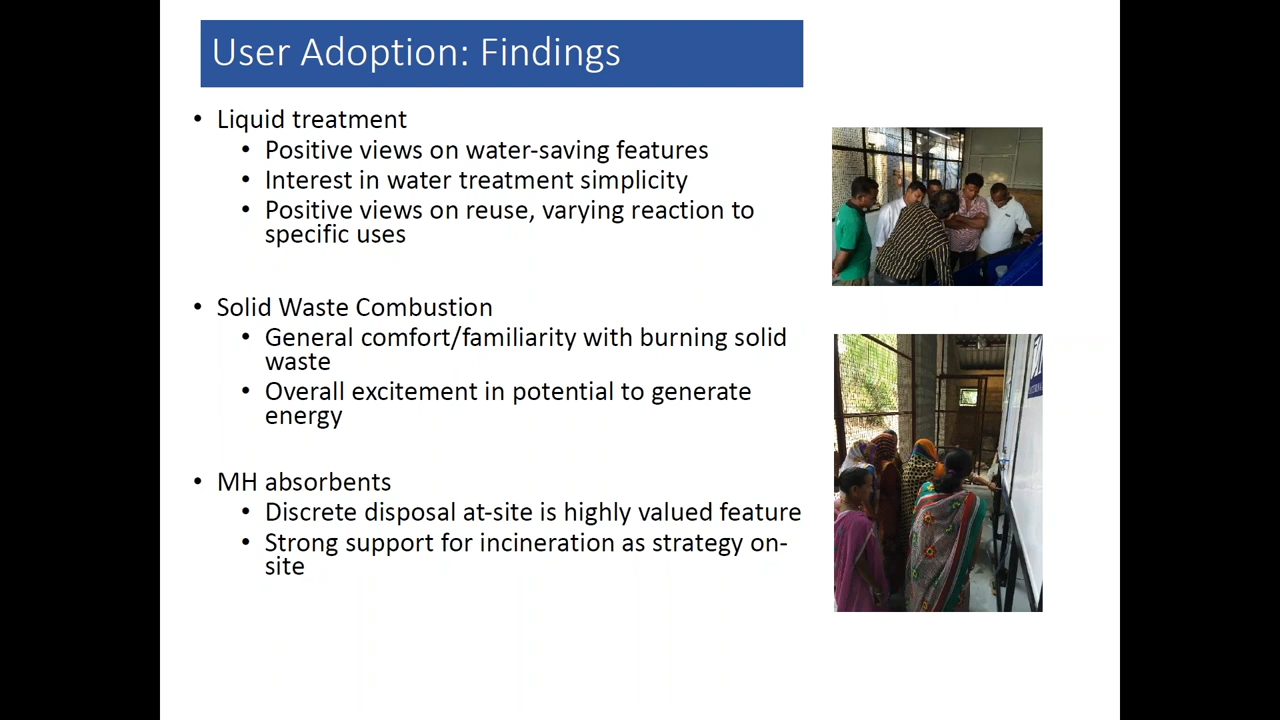 User Adoption: Findings
• Liquid treatment
• Positive views on water-saving features
• Interest in water treatment simplicity
• Positive views on reuse, varying reaction to
specific uses
• Solid Waste Combustion
• General comfort/familiarity with burning solid
waste
• Overall excitement in potential to generate
energy
• MH absorbents
• Discrete disposal at-site is highly valued feature
• Strong support for incineration as strategy on-
site